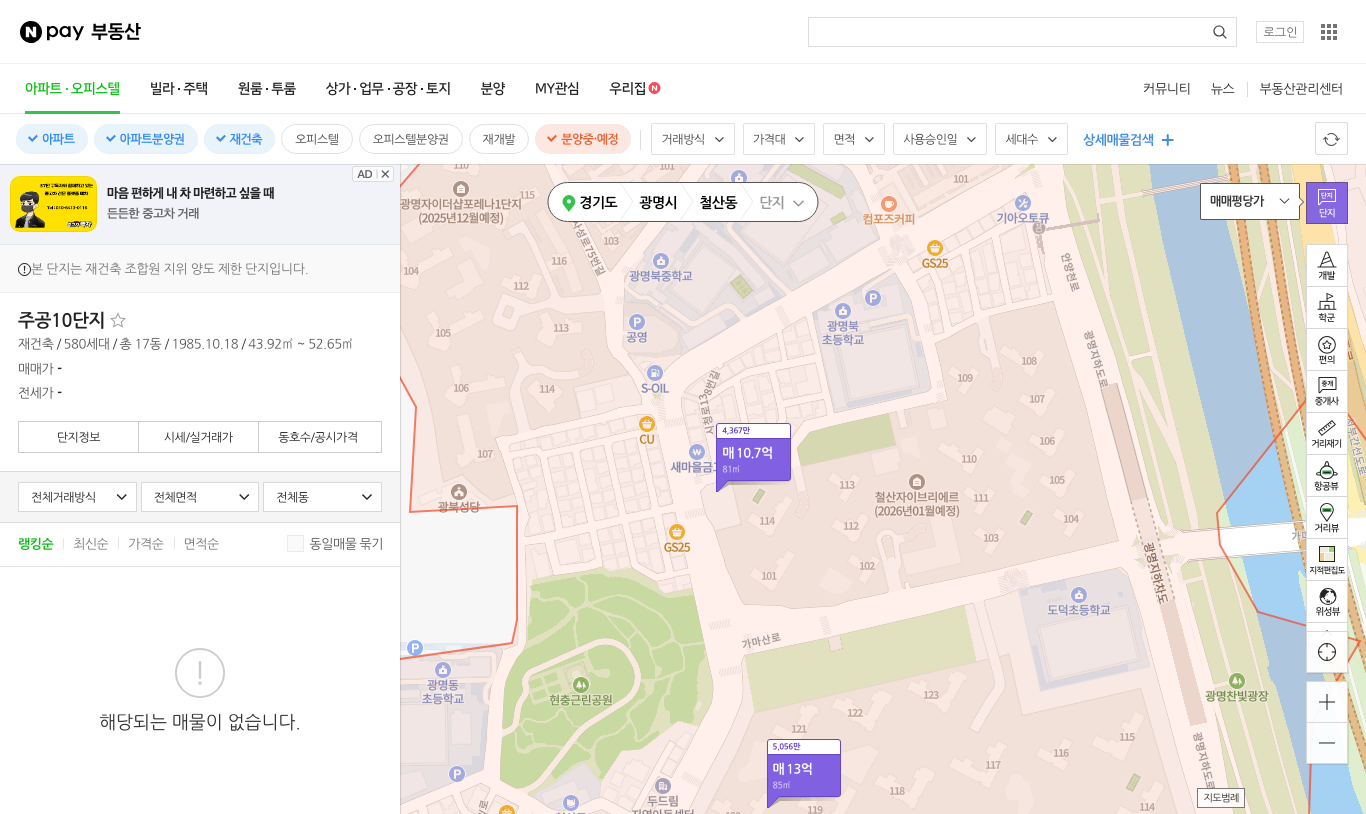 N pay 부동산
로그인
아파트·오피스텔 빌라·주택 원룸·투룸 상가·업무·공장·토지 분양 MY관심 우리집 N 커뮤니티 뉴스 부동산관리센터
아파트 아파트분양권 재건축 오피스텔 오피스텔분양권 재개발 분양중·예정 거래방식 가격대 면적 사용승인일 세대수 상세매물검색
AD
마음 편하게 내 차 마련하고 싶을 때
든든한 중고차 거래
본 단지는 재건축 조합원 지위 양도 제한 단지입니다.
주공10단지
재건축 / 580세대 / 총 17동 / 1985.10.18 / 43.92㎡ ~ 52.65㎡
매매가 -
전세가 -
단지정보 시세/실거래가 동호수/공시가격
전체거래방식 전체면적 전체동
랭킹순 최신순 가격순 면적순 동일매물 묶기
해당되는 매물이 없습니다.
경기도 광명시 철산동 단지
매매평당가
단지
단지
개발
학군
편의
중개
중개사
거리재기
항공뷰
거리뷰
지적편집도
위성뷰
지도범례
110
101
광명자이더샵포레나1단지
(2025년12월예정)
컴포즈커피
기아오토큐
GS25
104
116
112
광명북중학교
안양천로
P
105
113
P
공영
광명북
초등학교
광명지하도로
106
114
S-OIL
109
108
107
CU
4,367만
매 10.7억
81㎡
새마을금고
107
106
110
105
광북성당
철산자이브리에르
(2026년01월예정)
111
104
114
112
103
GS25
102
101
광명지하차도
도덕초등학교
가마산로
P
광명동
초등학교
현충근린공원
광명찬빛광장
123
122
121
115
116
117
5,056만
매 13억
85㎡
118
119
114
P
두드림
광명지하도로